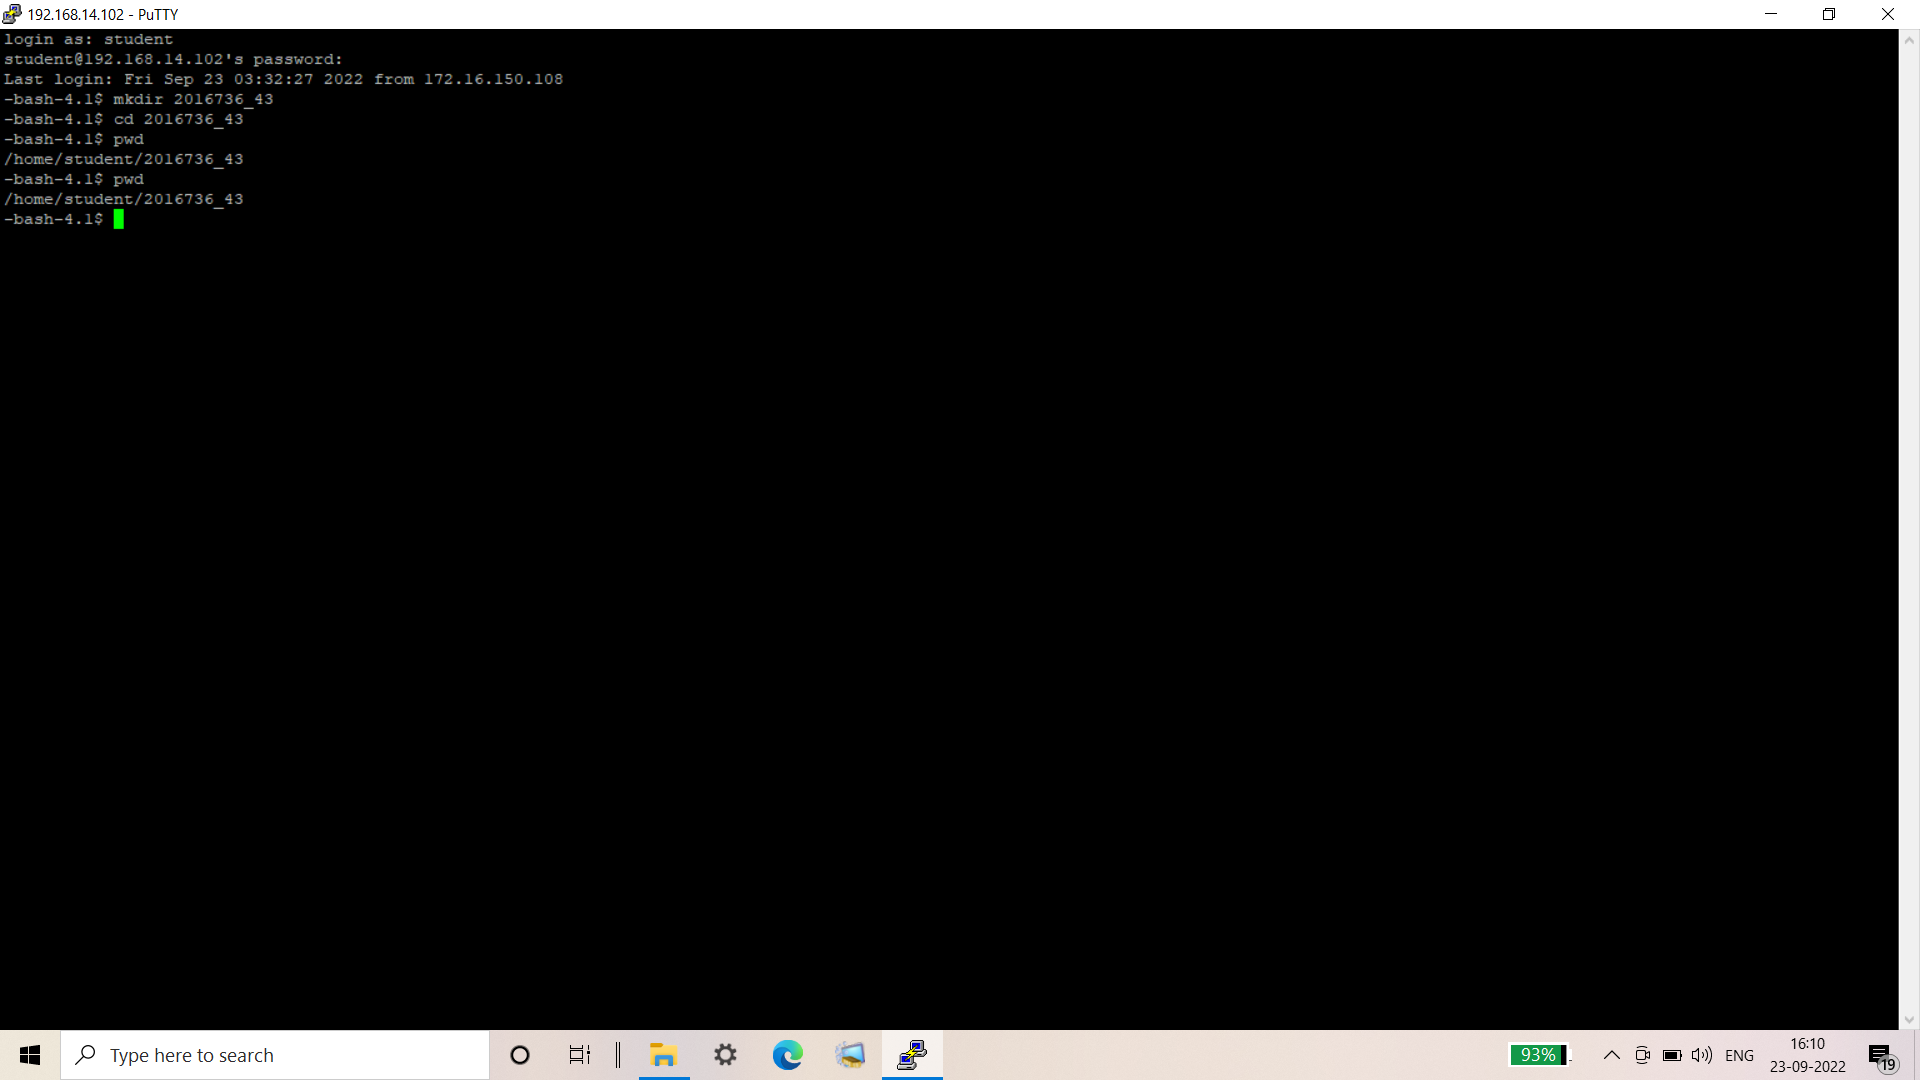 192.168.14.102 - PuTTY
login as: student
student@192.168.14.102's password:
Last login: Fri Sep 23 03:32:27 2022 from 172.16.150.108
-bash-4.1$ mkdir 2016736_43
-bash-4.1$ cd 2016736_43
-bash-4.1$ pwd
/home/student/2016736_43
-bash-4.1$ pwd
/home/student/2016736_43
-bash-4.1$
Type here to search
93%
ENG
16:10
23-09-2022
19